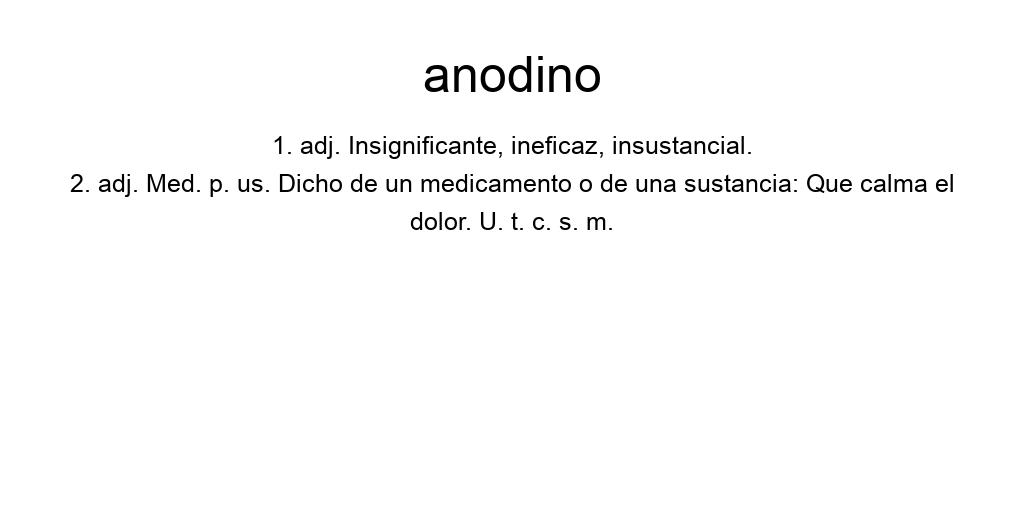 anodino
1. adj. Insignificante, ineficaz, insustancial.
2. adj. Med. p. us. Dicho de un medicamento o de una sustancia: Que calma el
dolor. U. t. c. s. m.